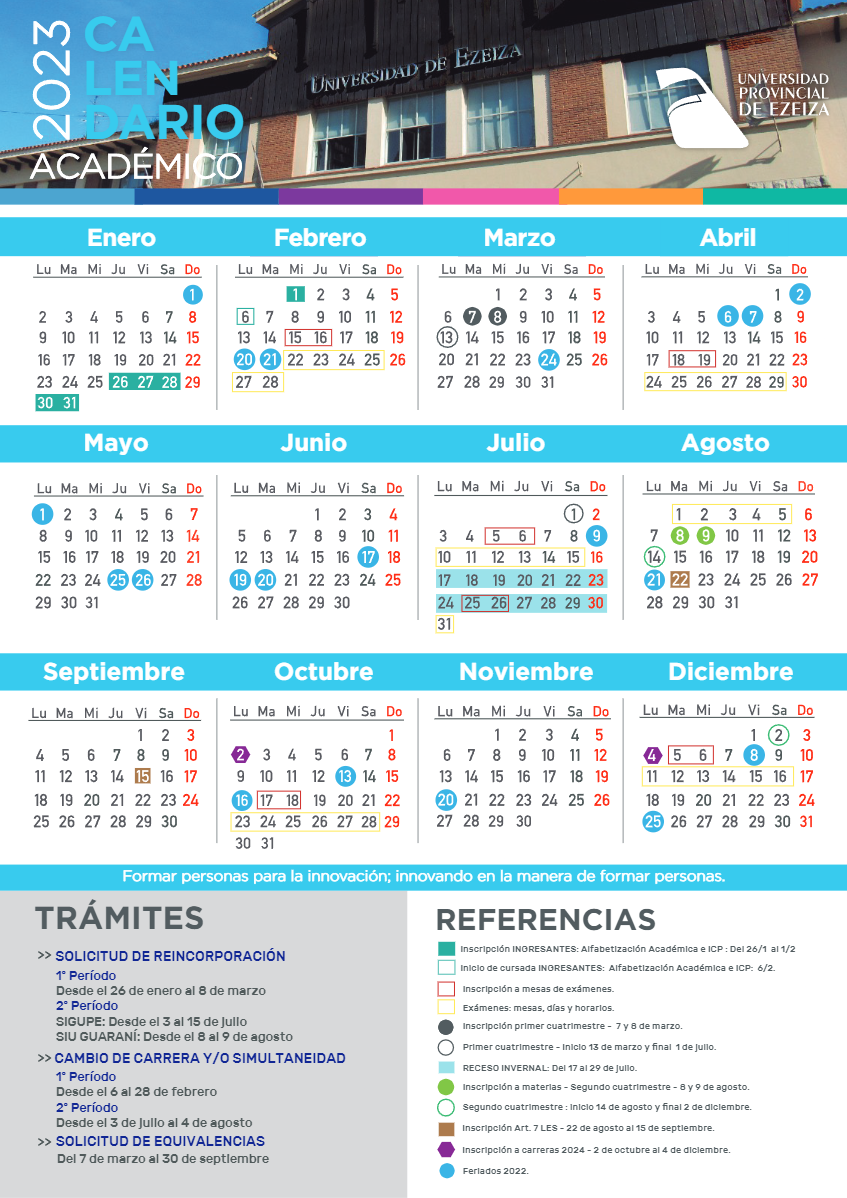 2023
CA
LEN
DARIO
ACADÉMICO
UNIVERSIDAD DE EZEIZA
UNIVERSIDAD
PROVINCIAL
DE EZEIZA
Enero
Lu Ma Mi Ju Vi Sa Do
1
2 3 4 5 6 7 8
9 10 11 12 13 14 15
16 17 18 19 20 21 22
23 24 25 26 27 28 29
30 31
Febrero
Lu Ma Mi Ju Vi Sa Do
1 2 3 4 5
6 7 8 9 10 11 12
13 14 15 16 17 18 19
20 21 22 23 24 25 26
27 28
Marzo
Lu Ma Mi Ju Vi Sa Do
1 2 3 4 5
6 7 8 9 10 11 12
13 14 15 16 17 18 19
20 21 22 23 24 25 26
27 28 29 30 31
Abril
Lu Ma Mi Ju Vi Sa Do
1 2
3 4 5 6 7 8 9
10 11 12 13 14 15 16
17 18 19 20 21 22 23
24 25 26 27 28 29 30
Mayo
Lu Ma Mi Ju Vi Sa Do
1 2 3 4 5 6 7
8 9 10 11 12 13 14
15 16 17 18 19 20 21
22 23 24 25 26 27 28
29 30 31
Junio
Lu Ma Mi Ju Vi Sa Do
1 2 3 4
5 6 7 8 9 10 11
12 13 14 15 16 17 18
19 20 21 22 23 24 25
26 27 28 29 30
Julio
Lu Ma Mi Ju Vi Sa Do
1 2
3 4 5 6 7 8 9
10 11 12 13 14 15 16
17 18 19 20 21 22 23
24 25 26 27 28 29 30
31
Agosto
Lu Ma Mi Ju Vi Sa Do
1 2 3 4 5 6
7 8 9 10 11 12 13
14 15 16 17 18 19 20
21 22 23 24 25 26 27
28 29 30 31
Septiembre
Lu Ma Mi Ju Vi Sa Do
1 2 3
4 5 6 7 8 9 10
11 12 13 14 15 16 17
18 19 20 21 22 23 24
25 26 27 28 29 30
Octubre
Lu Ma Mi Ju Vi Sa Do
1
2 3 4 5 6 7 8
9 10 11 12 13 14 15
16 17 18 19 20 21 22
23 24 25 26 27 28 29
30 31
Noviembre
Lu Ma Mi Ju Vi Sa Do
1 2 3 4 5
6 7 8 9 10 11 12
13 14 15 16 17 18 19
20 21 22 23 24 25 26
27 28 29 30
Diciembre
Lu Ma Mi Ju Vi Sa Do
1 2 3
4 5 6 7 8 9 10
11 12 13 14 15 16 17
18 19 20 21 22 23 24
25 26 27 28 29 30 31
Formar personas para la innovación; innovando en la manera de formar personas.
TRÁMITES
>> SOLICITUD DE REINCORPORACIÓN
1° Período
Desde el 26 de enero al 8 de marzo
2° Período
SIGUPE: Desde el 3 al 15 de julio
SIU GUARANÍ: Desde el 8 al 9 de agosto
>> CAMBIO DE CARRERA Y/O SIMULTANEIDAD
1° Período
Desde el 6 al 28 de febrero
2° Período
Desde el 3 de julio al 4 de agosto
>> SOLICITUD DE EQUIVALENCIAS
Del 7 de marzo al 30 de septiembre
REFERENCIAS
Inscripción INGRESANTES: Alfabetización Académica e ICP : Del 26/1 al 1/2
Inicio de cursada INGRESANTES: Alfabetización Académica e ICP: 6/2.
Inscripción a mesas de exámenes.
Exámenes: mesas, días y horarios.
Inscripción primer cuatrimestre - 7 y 8 de marzo.
Primer cuatrimestre - Inicio 13 de marzo y final 1 de julio.
RECESO INVERNAL: Del 17 al 29 de julio.
Inscripción a materias - Segundo cuatrimestre - 8 y 9 de agosto.
Segundo cuatrimestre : Inicio 14 de agosto y final 2 de diciembre.
Inscripción Art. 7 LES - 22 de agosto al 15 de septiembre.
Inscripción a carreras 2024 - 2 de octubre al 4 de diciembre.
Feriados 2022.